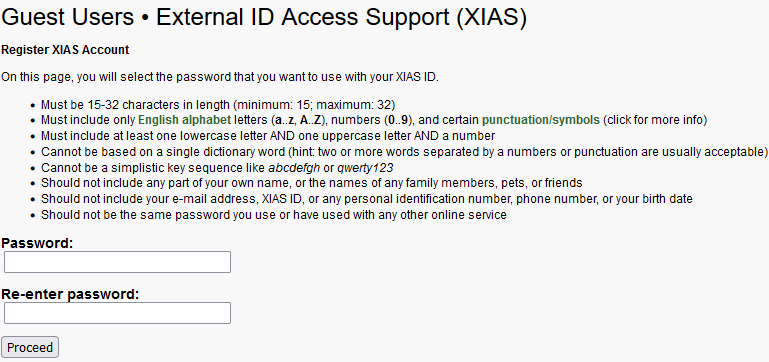 Guest Users • External ID Access Support (XIAS)
Register XIAS Account
On this page, you will select the password that you want to use with your XIAS ID.
• Must be 15-32 characters in length (minimum: 15; maximum: 32)
• Must include only English alphabet letters (a..z, A..Z), numbers (0..9), and certain punctuation/symbols (click for more info)
• Must include at least one lowercase letter AND one uppercase letter AND a number
• Cannot be based on a single dictionary word (hint: two or more words separated by a numbers or punctuation are usually acceptable)
• Cannot be a simplistic key sequence like abcdefgh or qwerty123
• Should not include any part of your own name, or the names of any family members, pets, or friends
• Should not include your e-mail address, XIAS ID, or any personal identification number, phone number, or your birth date
• Should not be the same password you use or have used with any other online service
Password:
Re-enter password:
Proceed